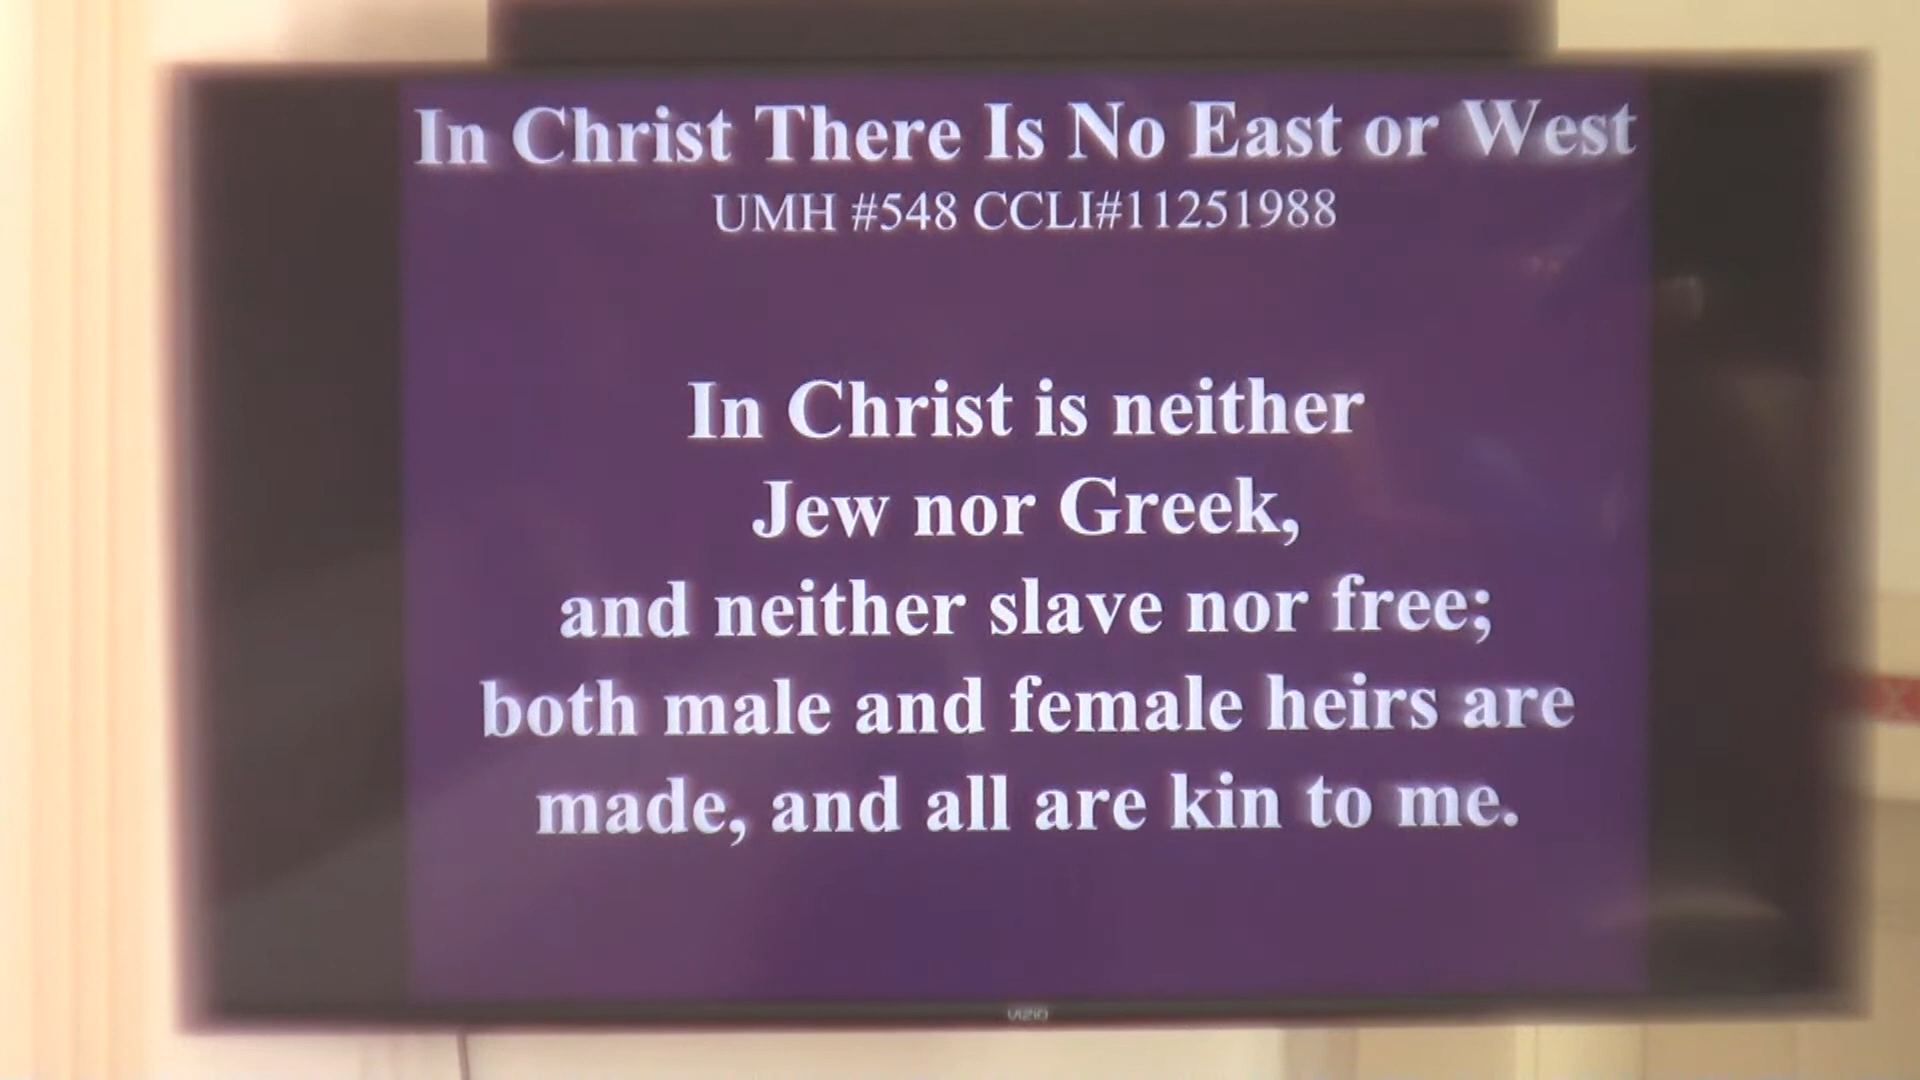 In Christ There Is No East or West
UMH #548 CCLI#11251988
In Christ is neither
Jew nor Greek,
and neither slave nor free;
both male and female heirs are
made, and all are kin to me.
VIZIO